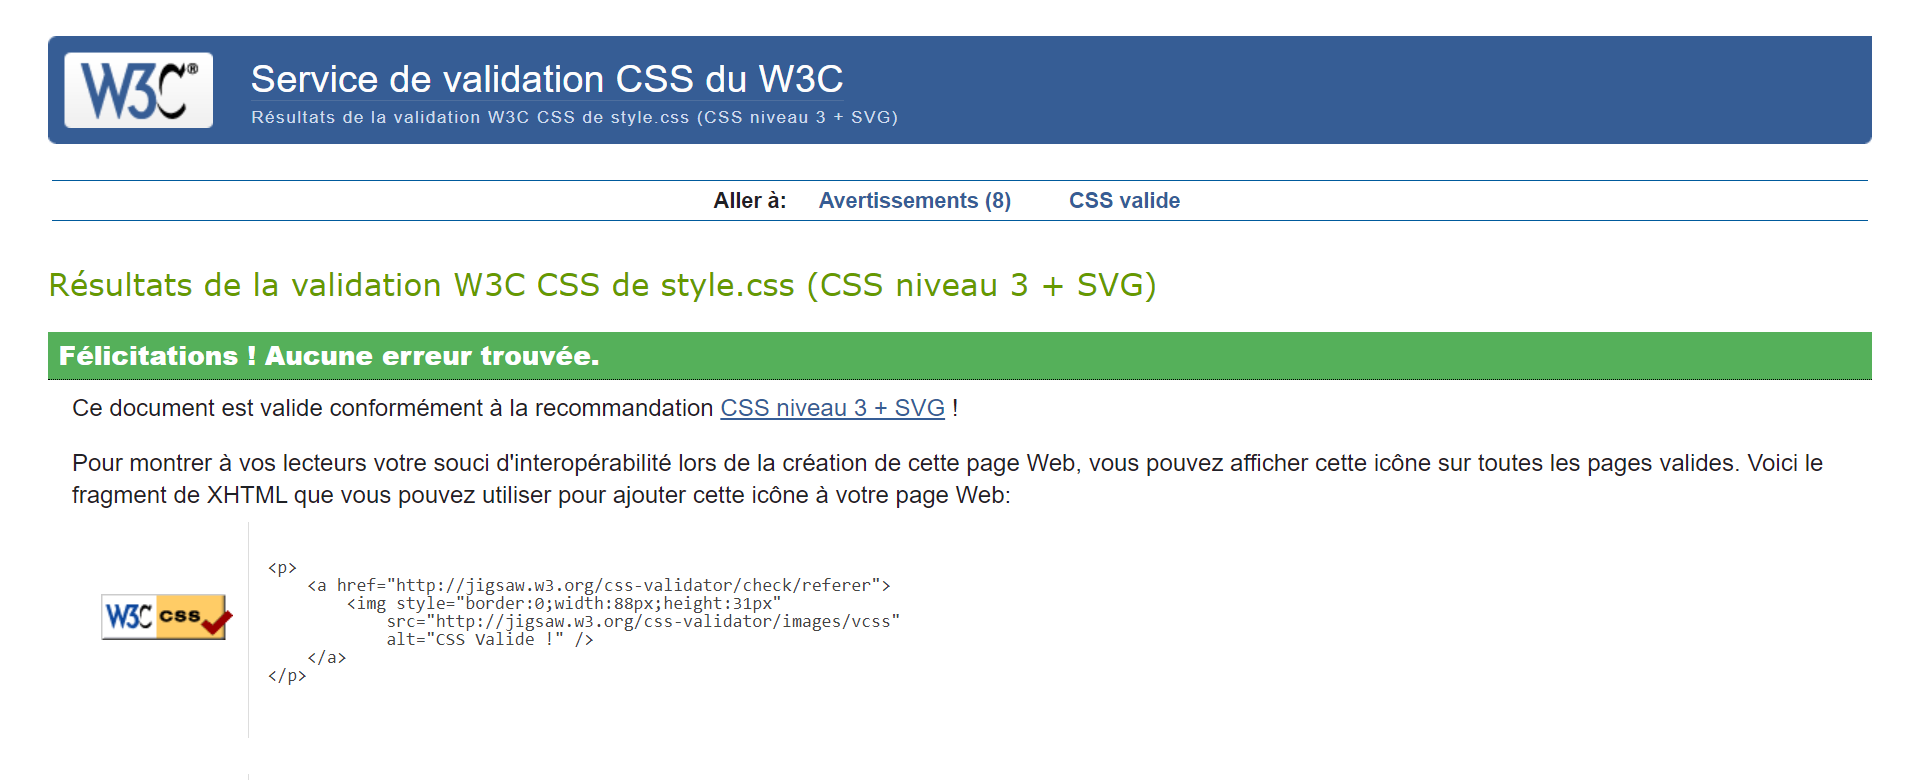 W3C®
Service de validation CSS du W3C
Résultats de la validation W3C CSS de style.css (CSS niveau 3 + SVG)
Aller à: Avertissements (8) CSS valide
Résultats de la validation W3C CSS de style.css (CSS niveau 3 + SVG)
Félicitations ! Aucune erreur trouvée.
Ce document est valide conformément à la recommandation CSS niveau 3 + SVG !
Pour montrer à vos lecteurs votre souci d'interopérabilité lors de la création de cette page Web, vous pouvez afficher cette icône sur toutes les pages valides. Voici le
fragment de XHTML que vous pouvez utiliser pour ajouter cette icône à votre page Web:
W3C css
<p>
    <a href="http://jigsaw.w3.org/css-validator/check/referer">
        <img style="border:0;width:88px;height:31px"
            src="http://jigsaw.w3.org/css-validator/images/vcss"
            alt="CSS Valide !" />
    </a>
</p>